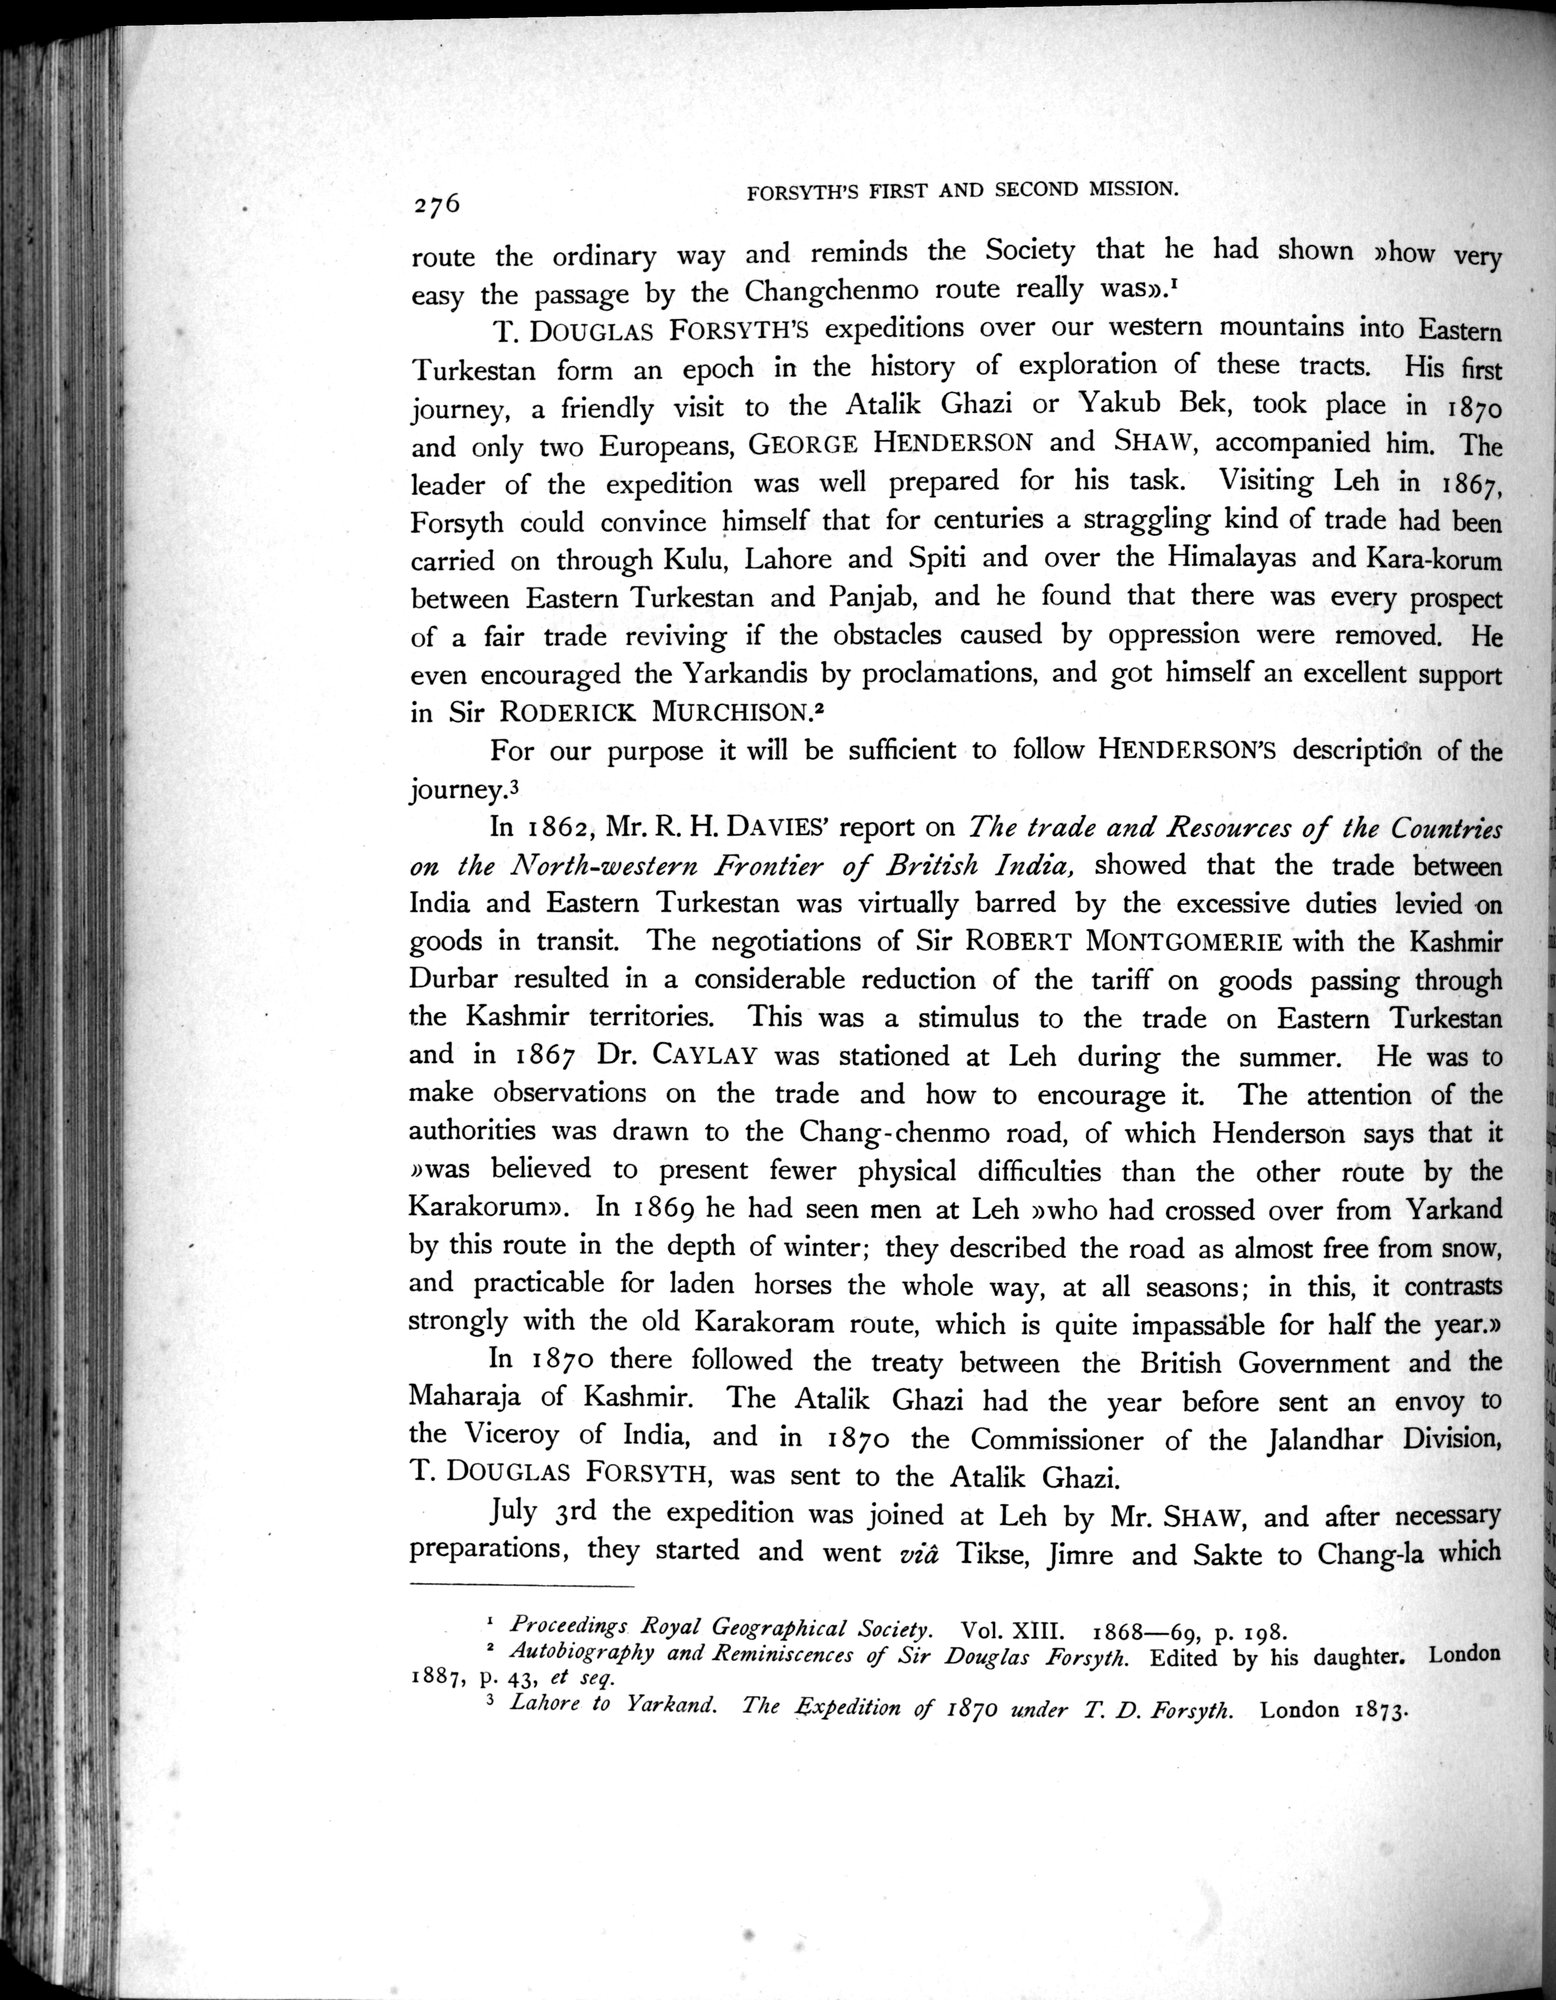 276
FORSYTH'S FIRST AND SECOND MISSION.
route the ordinary way and reminds the Society that he had shown »how very
easy the passage by the Changchenmo route really was».¹
T. DOUGLAS FORSYTH'S expeditions over our western mountains into Eastern
Turkestan form an epoch in the history of exploration of these tracts. His first
journey, a friendly visit to the Atalik Ghazi or Yakub Bek, took place in 1870
and only two Europeans, GEORGE HENDERSON and SHAW, accompanied him. The
leader of the expedition was well prepared for his task. Visiting Leh in 1867,
Forsyth could convince himself that for centuries a straggling kind of trade had been
carried on through Kulu, Lahore and Spiti and over the Himalayas and Kara-korum
between Eastern Turkestan and Panjab, and he found that there was every prospect
of a fair trade reviving if the obstacles caused by oppression were removed. He
even encouraged the Yarkandis by proclamations, and got himself an excellent support
in Sir RODERICK MURCHISON.²
For our purpose it will be sufficient to follow HENDERSON'S description of the
journey.³
In 1862, Mr. R. H. DAVIES' report on The trade and Resources of the Countries
on the North-western Frontier of British India, showed that the trade between
India and Eastern Turkestan was virtually barred by the excessive duties levied on
goods in transit. The negotiations of Sir ROBERT MONTGOMERIE with the Kashmir
Durbar resulted in a considerable reduction of the tariff on goods passing through
the Kashmir territories. This was a stimulus to the trade on Eastern Turkestan
and in 1867 Dr. CAYLAY was stationed at Leh during the summer. He was to
make observations on the trade and how to encourage it. The attention of the
authorities was drawn to the Chang-chenmo road, of which Henderson says that it
»was believed to present fewer physical difficulties than the other route by the
Karakorum». In 1869 he had seen men at Leh »who had crossed over from Yarkand
by this route in the depth of winter; they described the road as almost free from snow,
and practicable for laden horses the whole way, at all seasons; in this, it contrasts
strongly with the old Karakoram route, which is quite impassable for half the year.»
In 1870 there followed the treaty between the British Government and the
Maharaja of Kashmir. The Atalik Ghazi had the year before sent an envoy to
the Viceroy of India, and in 1870 the Commissioner of the Jalandhar Division,
T. DOUGLAS FORSYTH, was sent to the Atalik Ghazi.
July 3rd the expedition was joined at Leh by Mr. SHAW, and after necessary
preparations, they started and went viâ Tikse, Jimre and Sakte to Chang-la which
¹ Proceedings Royal Geographical Society. Vol. XIII. 1868—69, p. 198.
² Autobiography and Reminiscences of Sir Douglas Forsyth. Edited by his daughter. London
1887, p. 43, et seq.
³ Lahore to Yarkand. The Expedition of 1870 under T. D. Forsyth. London 1873.